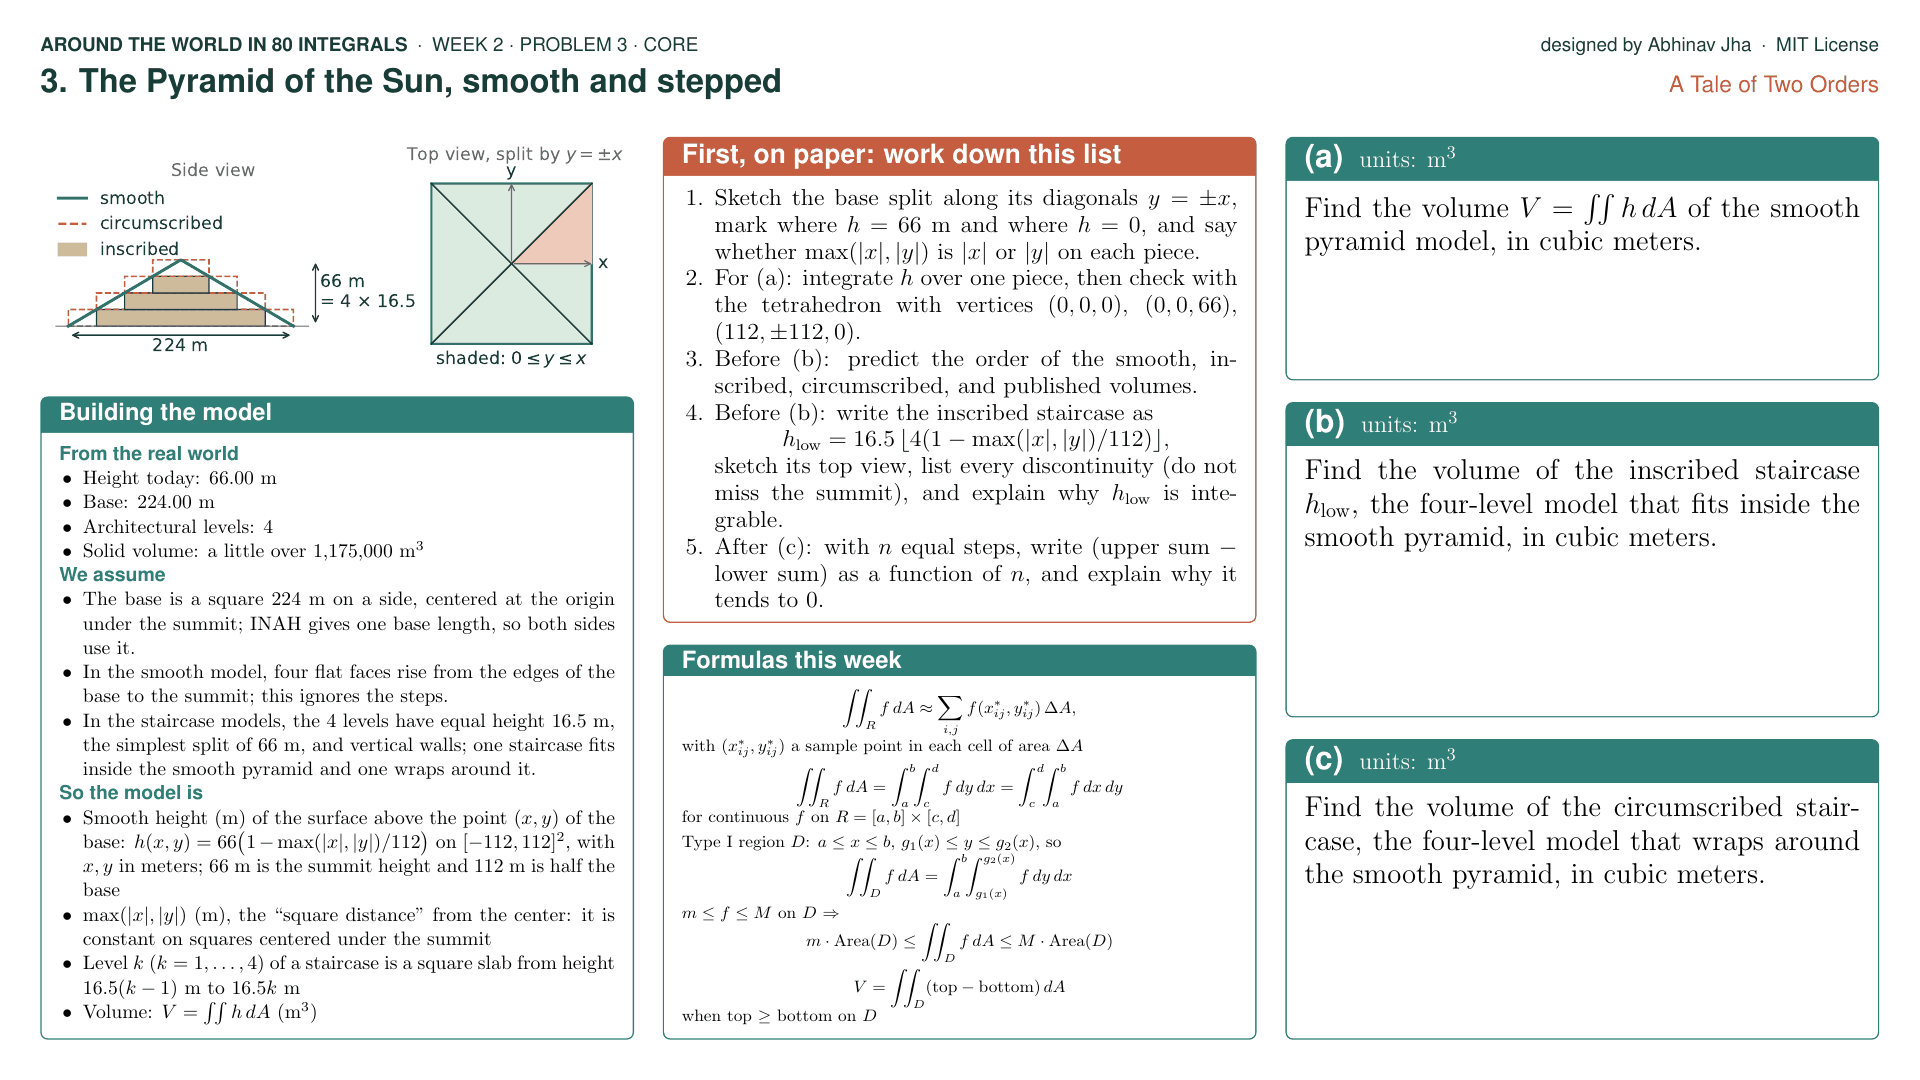 AROUND THE WORLD IN 80 INTEGRALS · WEEK 2 · PROBLEM 3 · CORE
designed by Abhinav Jha · MIT License
3. The Pyramid of the Sun, smooth and stepped
A Tale of Two Orders
Side view
smooth
circumscribed
inscribed
66 m
= 4 × 16.5
224 m
Top view, split by y = ±x
y
x
shaded: 0 ≤ y ≤ x
Building the model
From the real world
• Height today: 66.00 m
• Base: 224.00 m
• Architectural levels: 4
• Solid volume: a little over 1,175,000 m³
We assume
• The base is a square 224 m on a side, centered at the origin
under the summit; INAH gives one base length, so both sides
use it.
• In the smooth model, four flat faces rise from the edges of the
base to the summit; this ignores the steps.
• In the staircase models, the 4 levels have equal height 16.5 m,
the simplest split of 66 m, and vertical walls; one staircase fits
inside the smooth pyramid and one wraps around it.
So the model is
• Smooth height (m) of the surface above the point (x, y) of the
base: h(x, y) = 66(1 − max(|x|, |y|)/112) on [−112, 112]², with
x, y in meters; 66 m is the summit height and 112 m is half the
base
• max(|x|, |y|) (m), the “square distance” from the center: it is
constant on squares centered under the summit
• Level k (k = 1, . . . , 4) of a staircase is a square slab from height
16.5(k − 1) m to 16.5k m
• Volume: V = ∬ h dA (m³)
First, on paper: work down this list
1. Sketch the base split along its diagonals y = ±x,
mark where h = 66 m and where h = 0, and say
whether max(|x|, |y|) is |x| or |y| on each piece.
2. For (a): integrate h over one piece, then check with
the tetrahedron with vertices (0, 0, 0), (0, 0, 66),
(112, ±112, 0).
3. Before (b): predict the order of the smooth, in-
scribed, circumscribed, and published volumes.
4. Before (b): write the inscribed staircase as
h_low = 16.5 ⌊4(1 − max(|x|, |y|)/112)⌋,
sketch its top view, list every discontinuity (do not
miss the summit), and explain why h_low is inte-
grable.
5. After (c): with n equal steps, write (upper sum −
lower sum) as a function of n, and explain why it
tends to 0.
Formulas this week
∬_R f dA ≈ ∑_{i,j} f(x*_{ij}, y*_{ij}) ΔA,
with (x*_{ij}, y*_{ij}) a sample point in each cell of area ΔA
∬_R f dA = ∫_a^b ∫_c^d f dy dx = ∫_c^d ∫_a^b f dx dy
for continuous f on R = [a, b] × [c, d]
Type I region D: a ≤ x ≤ b, g₁(x) ≤ y ≤ g₂(x), so
∬_D f dA = ∫_a^b ∫_{g₁(x)}^{g₂(x)} f dy dx
m ≤ f ≤ M on D ⇒
m · Area(D) ≤ ∬_D f dA ≤ M · Area(D)
V = ∬_D (top − bottom) dA
when top ≥ bottom on D
(a) units: m³
Find the volume V = ∬ h dA of the smooth
pyramid model, in cubic meters.
(b) units: m³
Find the volume of the inscribed staircase
h_low, the four-level model that fits inside the
smooth pyramid, in cubic meters.
(c) units: m³
Find the volume of the circumscribed stair-
case, the four-level model that wraps around
the smooth pyramid, in cubic meters.